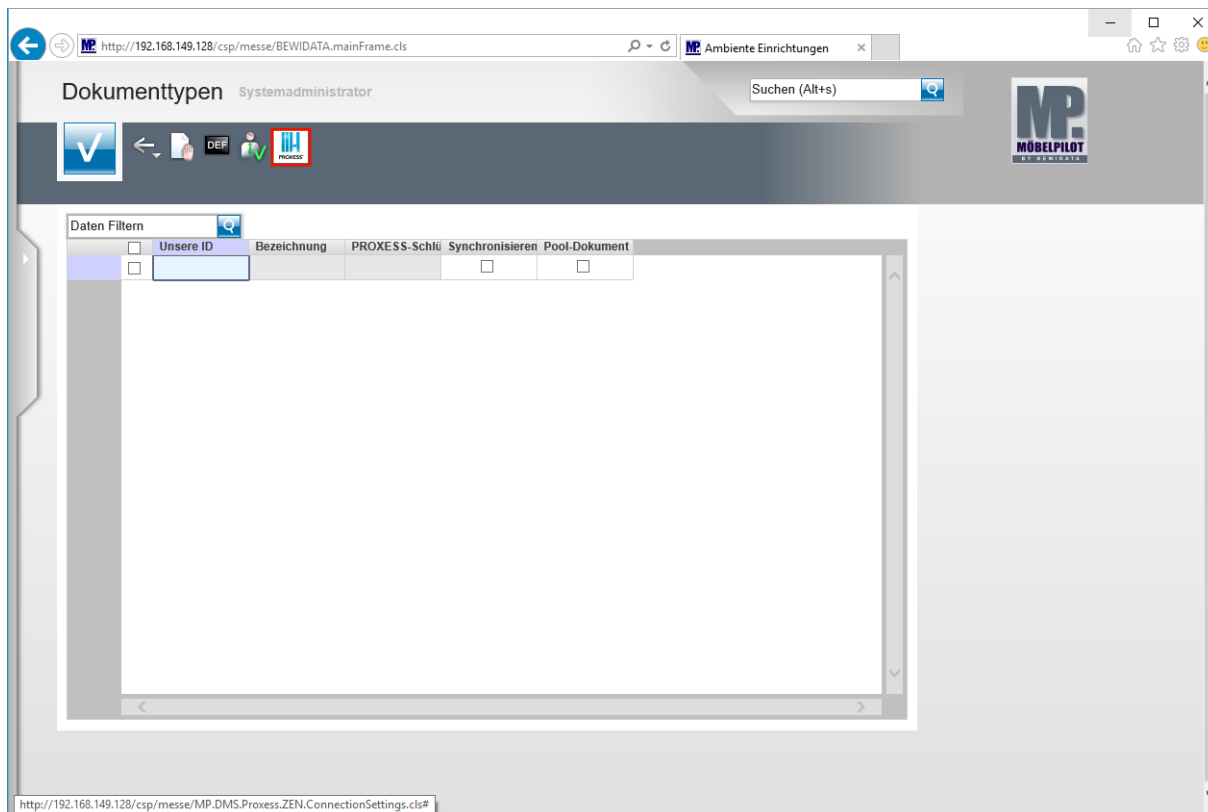 http://192.168.149.128/csp/messe/BEWIDATA.mainFrame.cls
MP. Ambiente Einrichtungen
Dokumenttypen Systemadministrator
Suchen (Alt+s)
MP.
MÖBELPILOT
BY BEWIDATA
DEF
PROXESS
Daten Filtern
Unsere ID Bezeichnung PROXESS-Schlü Synchronisieren Pool-Dokument
http://192.168.149.128/csp/messe/MP.DMS.Proxess.ZEN.ConnectionSettings.cls#